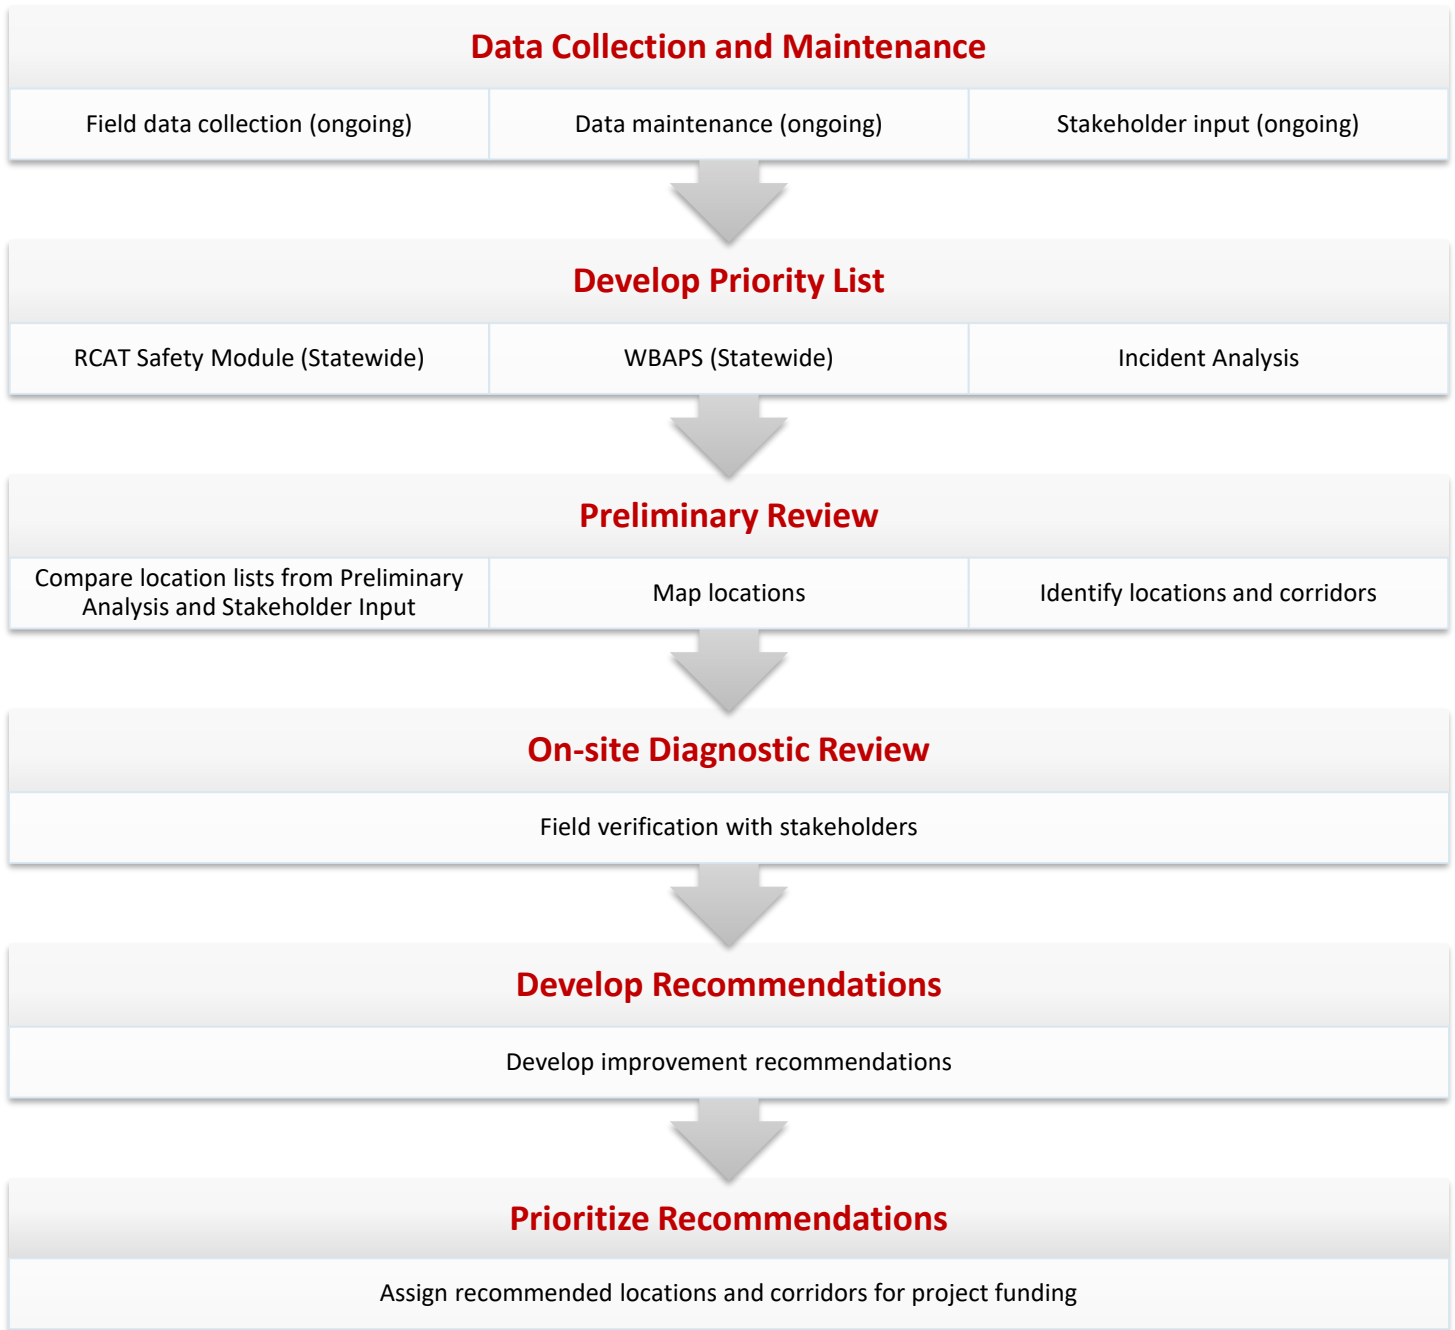 Data Collection and Maintenance
Field data collection (ongoing)
Data maintenance (ongoing)
Stakeholder input (ongoing)
Develop Priority List
RCAT Safety Module (Statewide)
WBAPS (Statewide)
Incident Analysis
Preliminary Review
Compare location lists from Preliminary
Analysis and Stakeholder Input
Map locations
Identify locations and corridors
On-site Diagnostic Review
Field verification with stakeholders
Develop Recommendations
Develop improvement recommendations
Prioritize Recommendations
Assign recommended locations and corridors for project funding